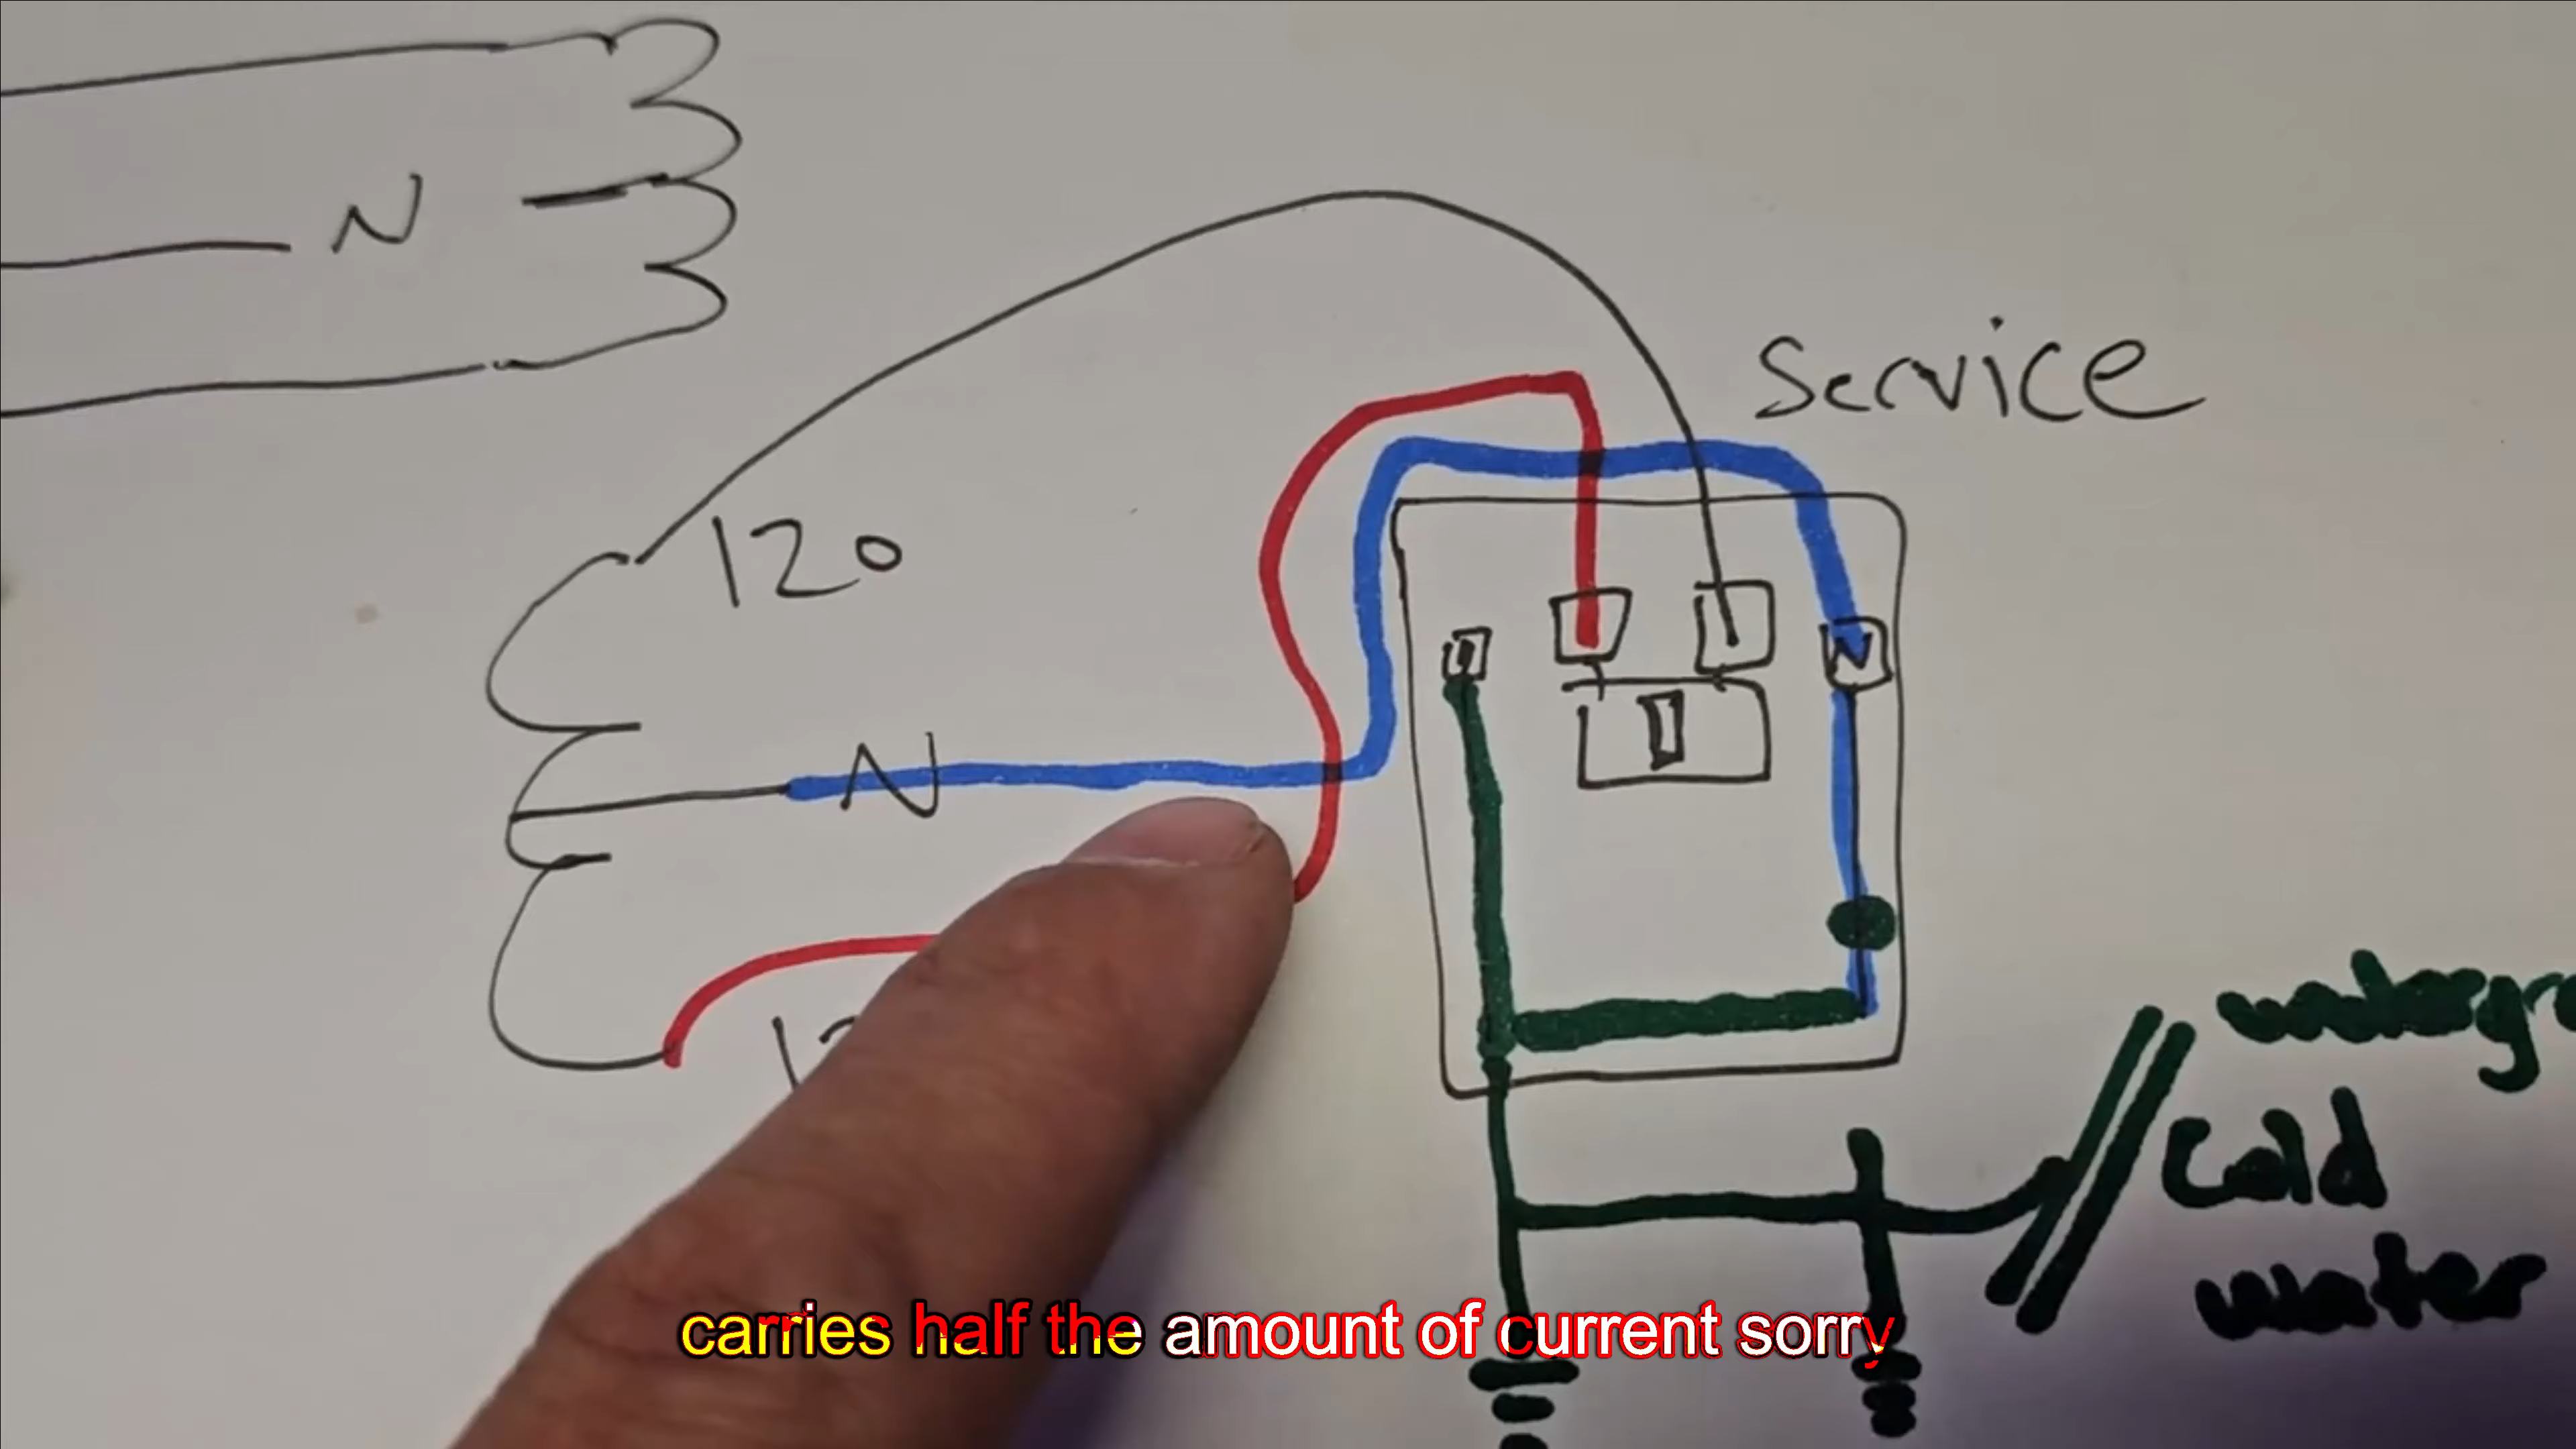 N
Service
120
N
N
Cold
water
carries half the amount of current sorry